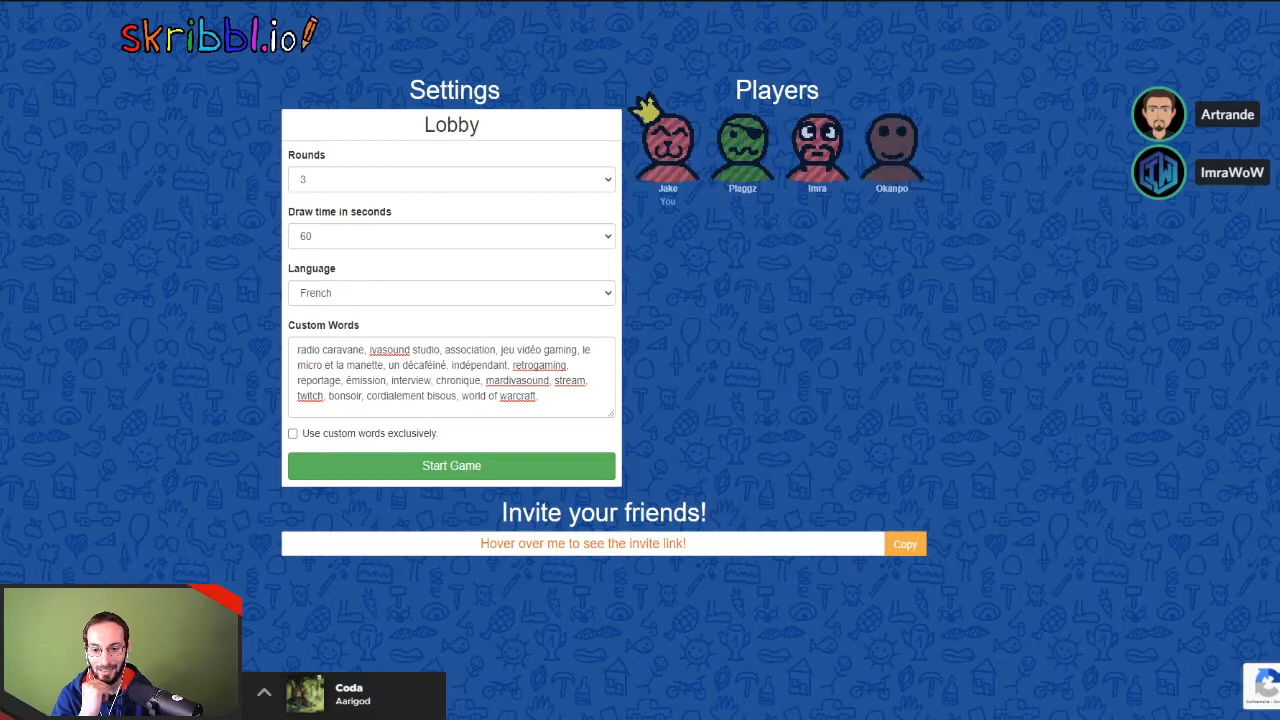 skribbl.io
Settings
Players
Lobby
Rounds
3
Draw time in seconds
60
Language
French
Custom Words
radio caravane, ivasound studio, association, jeu vidéo gaming, le
micro et la manette, un décaféiné, indépendant, retrogaming,
reportage, émission, interview, chronique, mardivasound, stream,
twitch, bonsoir, cordialement bisous, world of warcraft,
Use custom words exclusively.
Start Game
Jake
You
Plaggz
Imra
Okanpo
Artrande
ImraWoW
Invite your friends!
Hover over me to see the invite link!
Copy
Coda
Aarigod